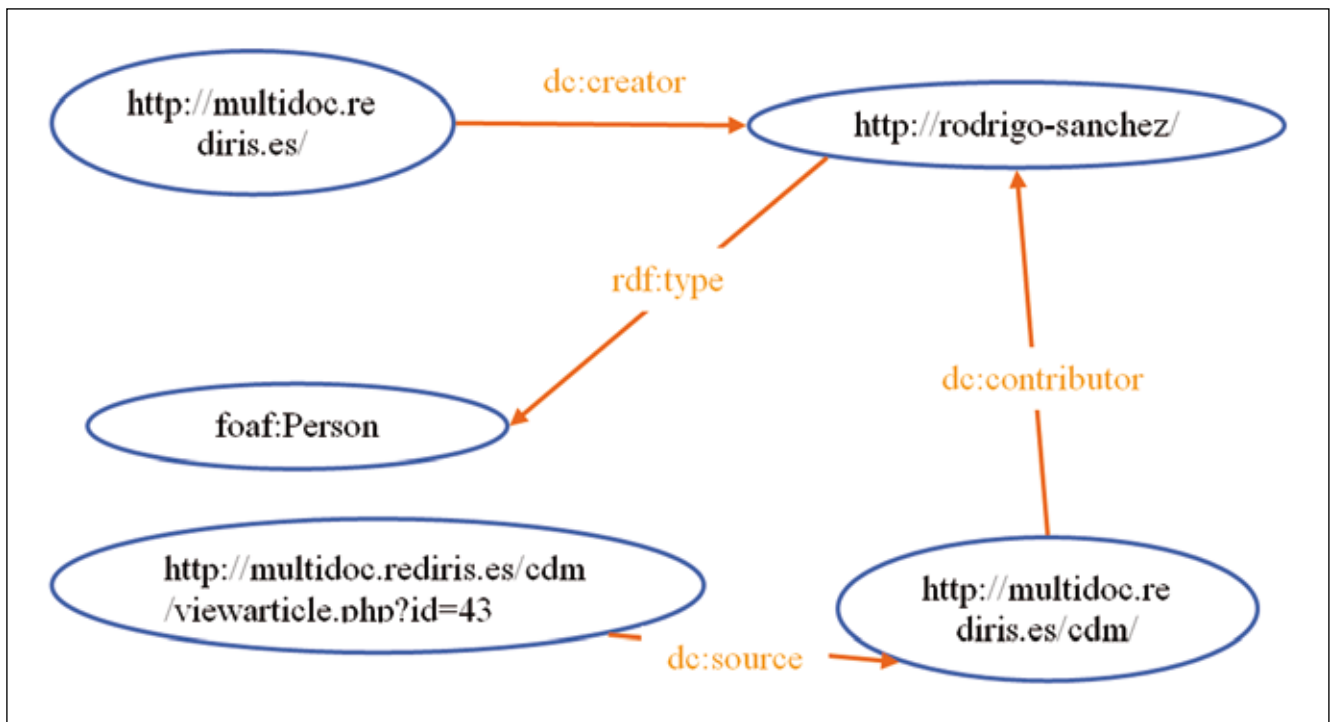 dc:creator
http://multidoc.re
diris.es/
http://rodrigo-sanchez/
rdf:type
dc:contributor
foaf:Person
http://multidoc.rediris.es/cdm
/viewarticle.php?id=43
http://multidoc.re
diris.es/cdm/
dc:source